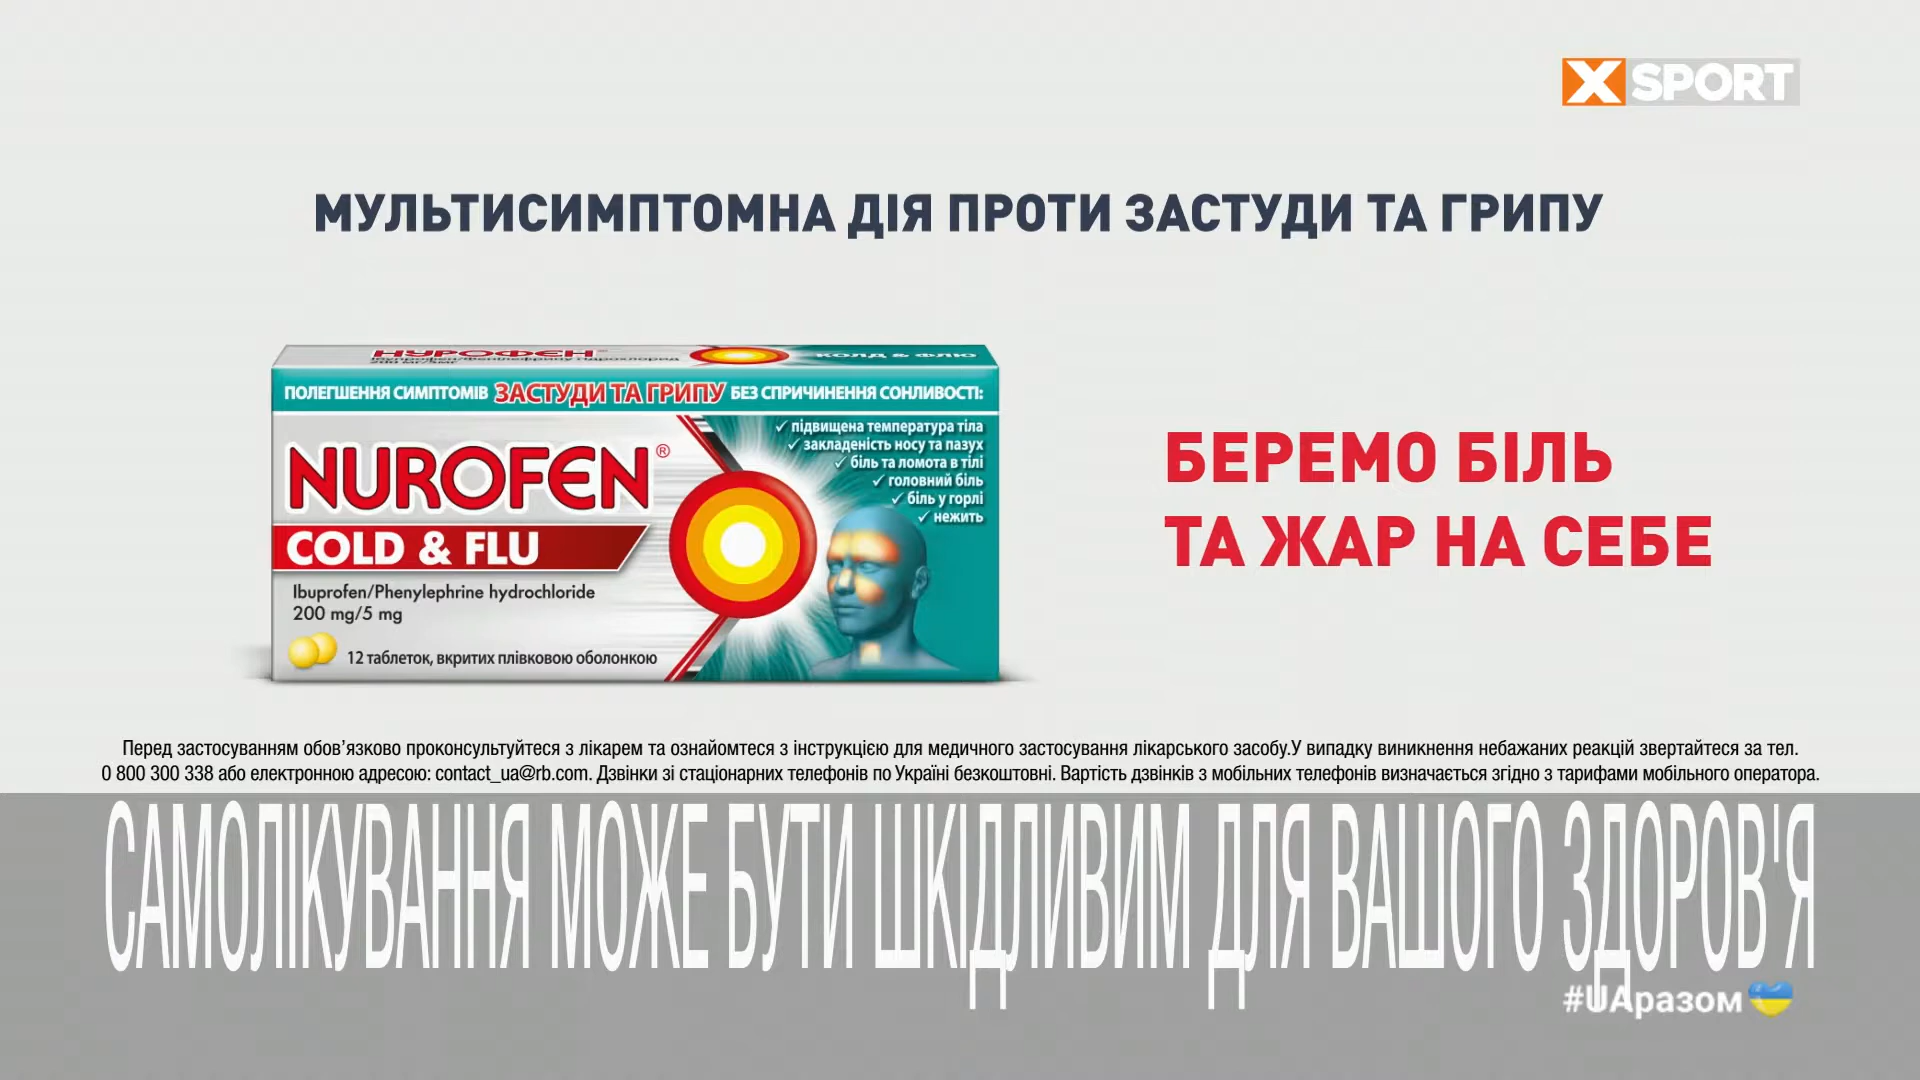 X SPORT
МУЛЬТИСИМПТОМНА ДІЯ ПРОТИ ЗАСТУДИ ТА ГРИПУ
НУРОФЕН®
КОЛД & ФЛЮ
ПОЛЕГШЕННЯ СИМПТОМІВ ЗАСТУДИ ТА ГРИПУ БЕЗ СПРИЧИНЕННЯ СОНЛИВОСТІ:
✓ підвищена температура тіла
✓ закладеність носу та пазух
✓ біль та ломота в тілі
✓ головний біль
✓ біль у горлі
✓ нежить
NUROFEN®
COLD & FLU
Ibuprofen/Phenylephrine hydrochloride
200 mg/5 mg
12 таблеток, вкритих плівковою оболонкою
БЕРЕМО БІЛЬ
ТА ЖАР НА СЕБЕ
Перед застосуванням обов’язково проконсультуйтеся з лікарем та ознайомтеся з інструкцією для медичного застосування лікарського засобу.У випадку виникнення небажаних реакцій звертайтеся за тел.
0 800 300 338 або електронною адресою: contact_ua@rb.com. Дзвінки зі стаціонарних телефонів по Україні безкоштовні. Вартість дзвінків з мобільних телефонів визначається згідно з тарифами мобільного оператора.
САМОЛІКУВАННЯ МОЖЕ БУТИ ШКІДЛИВИМ ДЛЯ ВАШОГО ЗДОРОВ'Я
#UAразом